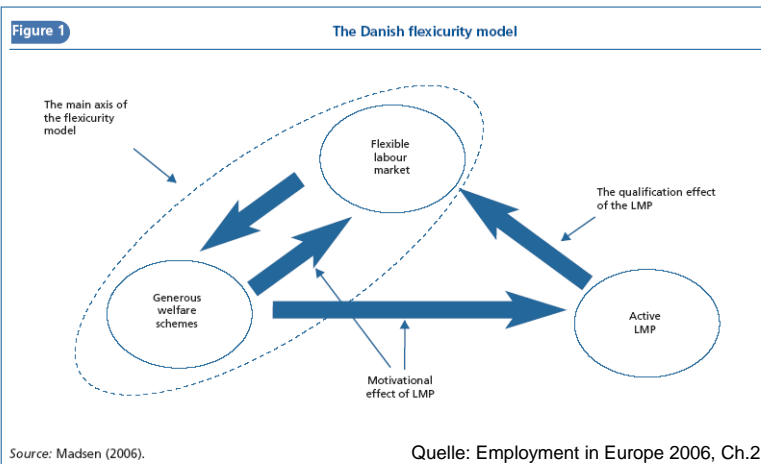 Figure 1
The Danish flexicurity model
The main axis of
the flexicurity
model
Flexible
labour
market
The qualification effect
of the LMP
Generous
welfare
schemes
Active
LMP
Motivational
effect of LMP
Source: Madsen (2006).
Quelle: Employment in Europe 2006, Ch.2